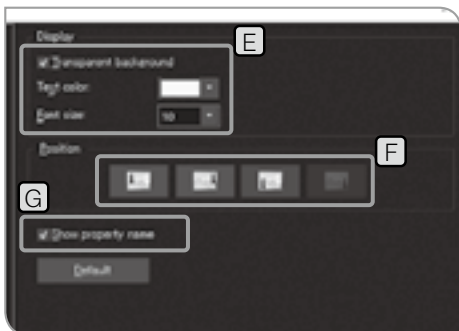 Display
E
Transparent background
Text color:
Font size: 10
Position
F
G
Show property name
Default